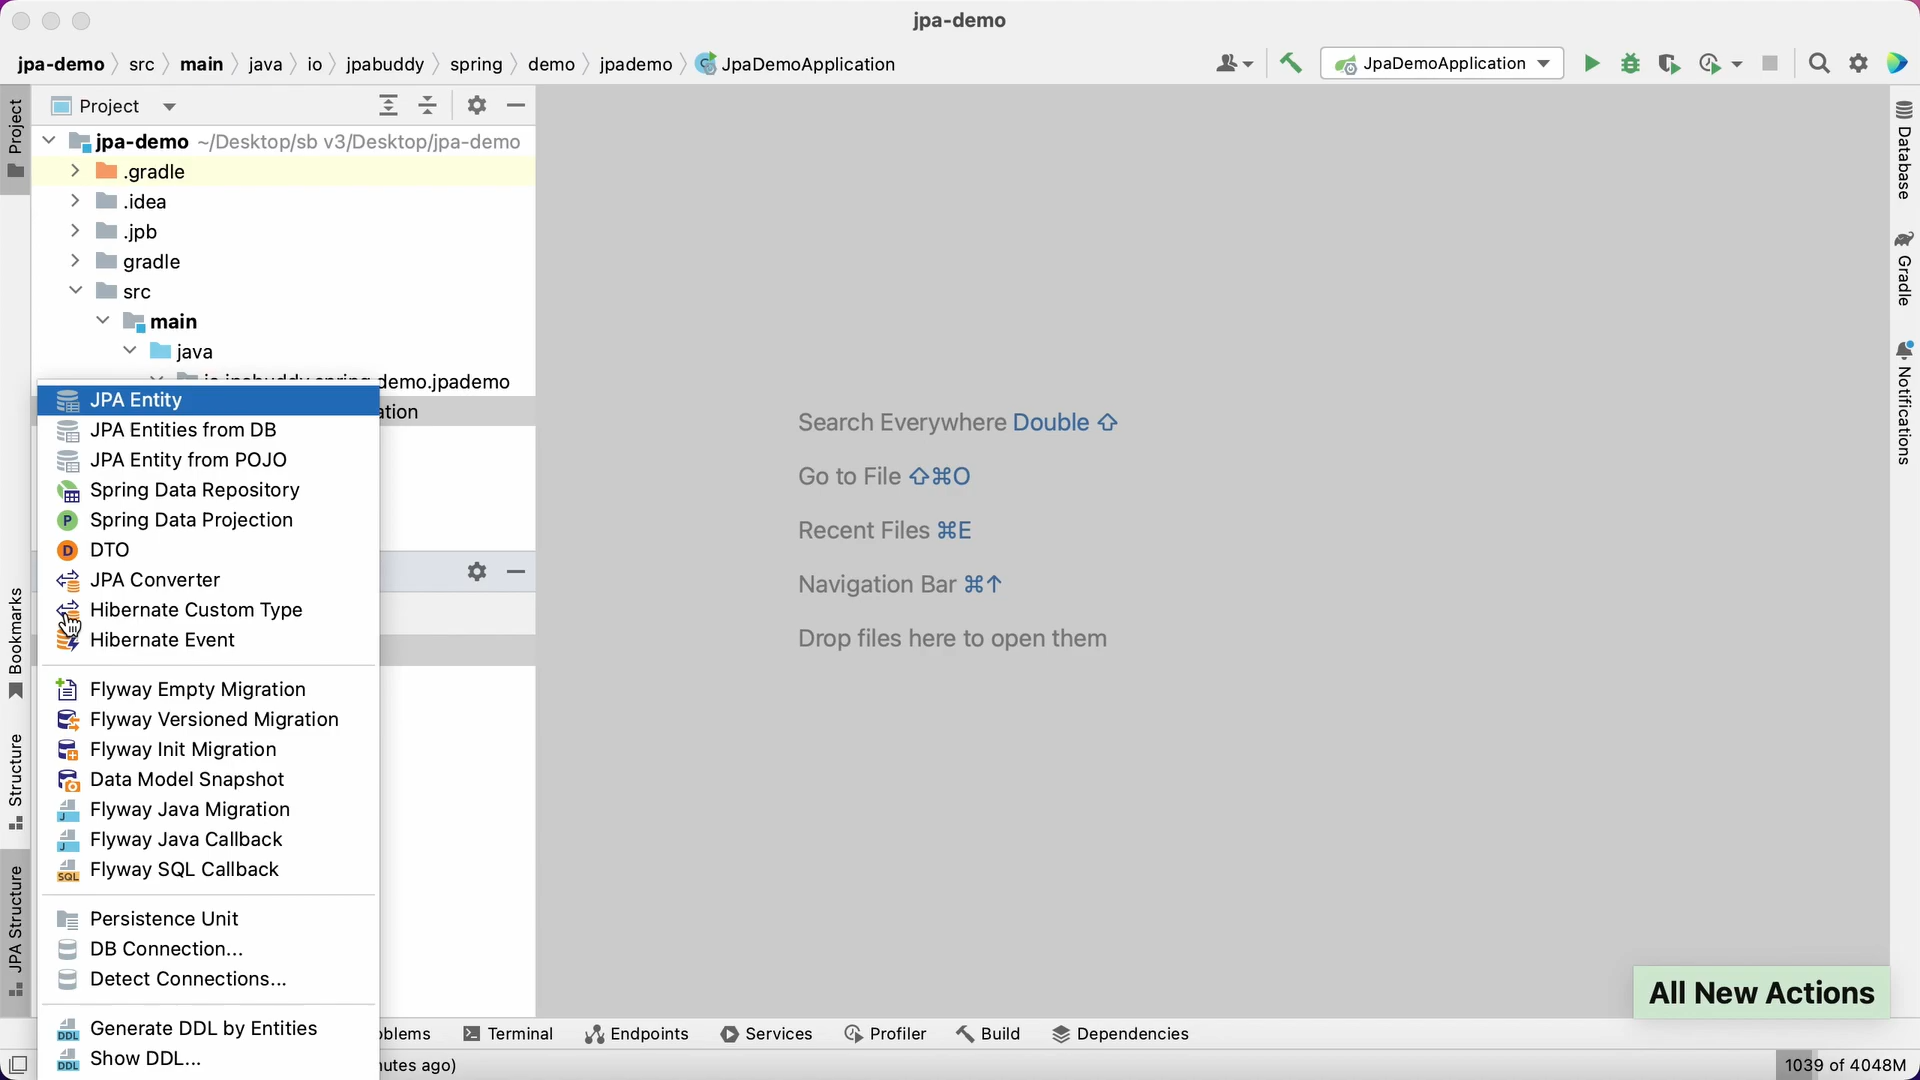 jpa-demo
jpa-demo src main java io jpabuddy spring demo jpademo JpaDemoApplication
JpaDemoApplication
Project
Project
jpa-demo ~/Desktop/sb v3/Desktop/jpa-demo
.gradle
.idea
.jpb
gradle
src
main
java
demo.jpademo
ation
JPA Entity
JPA Entities from DB
JPA Entity from POJO
Spring Data Repository
Spring Data Projection
DTO
JPA Converter
Hibernate Custom Type
Hibernate Event
Flyway Empty Migration
Flyway Versioned Migration
Flyway Init Migration
Data Model Snapshot
Flyway Java Migration
Flyway Java Callback
Flyway SQL Callback
Persistence Unit
DB Connection...
Detect Connections...
Generate DDL by Entities
Show DDL...
Bookmarks
Structure
JPA Structure
Search Everywhere Double ⇧
Go to File ⇧⌘O
Recent Files ⌘E
Navigation Bar ⌘↑
Drop files here to open them
Database
Gradle
Notifications
All New Actions
oblems Terminal Endpoints Services Profiler Build Dependencies
utes ago)
1039 of 4048M